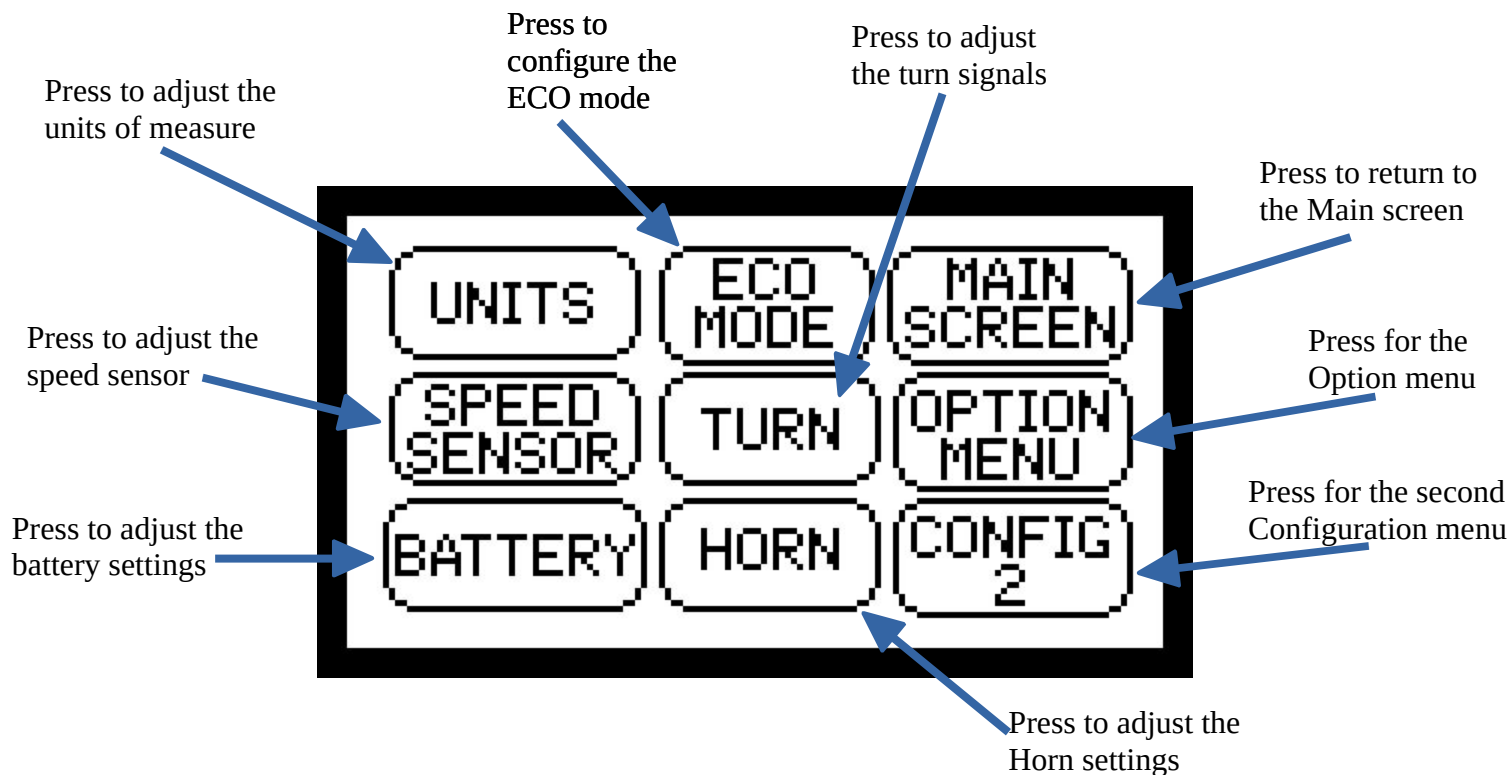 Press to
configure the
ECO mode
Press to adjust
the turn signals
Press to adjust the
units of measure
Press to return to
the Main screen
UNITS
ECO
MODE
MAIN
SCREEN
Press to adjust the
speed sensor
Press for the
Option menu
SPEED
SENSOR
TURN
OPTION
MENU
Press to adjust the
battery settings
Press for the second
Configuration menu
BATTERY
HORN
CONFIG
2
Press to adjust the
Horn settings